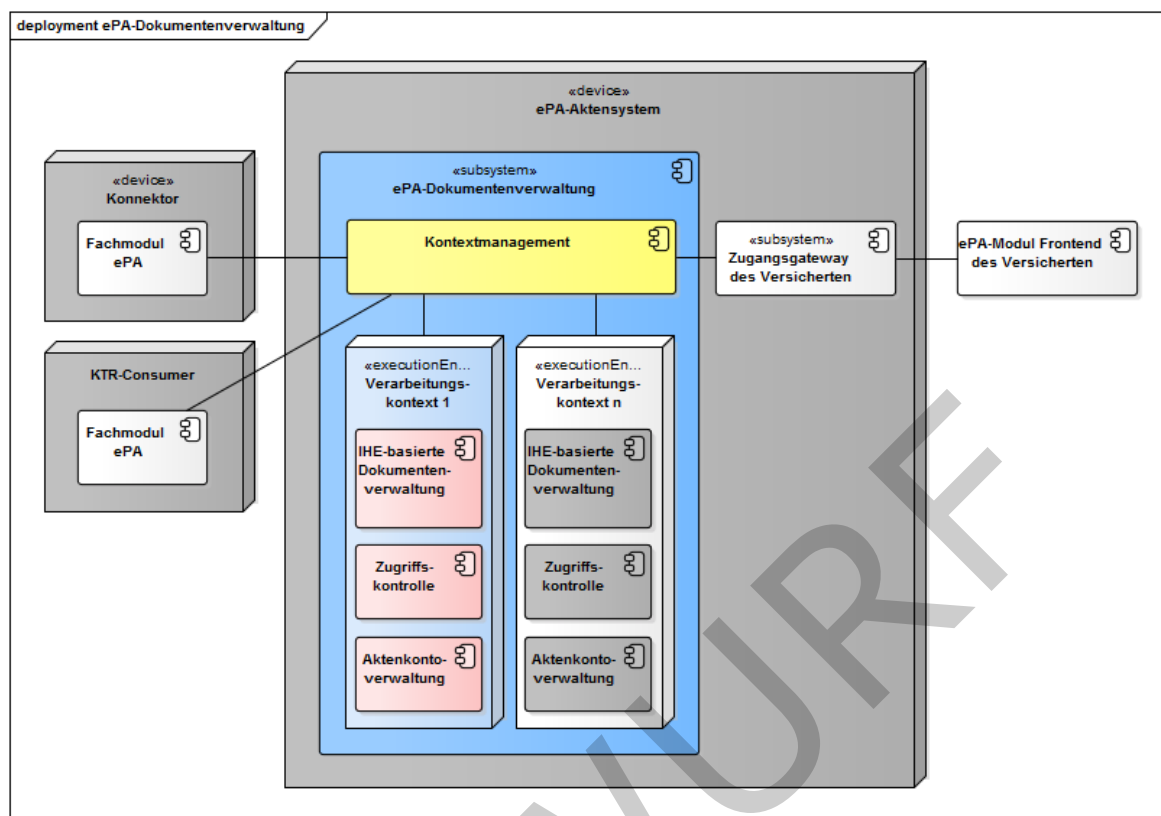 deployment ePA-Dokumentenverwaltung
«device»
ePA-Aktensystem
«device»
Konnektor
Fachmodul
ePA
KTR-Consumer
Fachmodul
ePA
«subsystem»
ePA-Dokumentenverwaltung
Kontextmanagement
«subsystem»
Zugangsgateway
des Versicherten
ePA-Modul Frontend
des Versicherten
«executionEn...
Verarbeitungs-
kontext 1
IHE-basierte
Dokumenten-
verwaltung
Zugriffs-
kontrolle
Aktenkonto-
verwaltung
«executionEn...
Verarbeitungs-
kontext n
IHE-basierte
Dokumenten-
verwaltung
Zugriffs-
kontrolle
Aktenkonto-
verwaltung
WURF